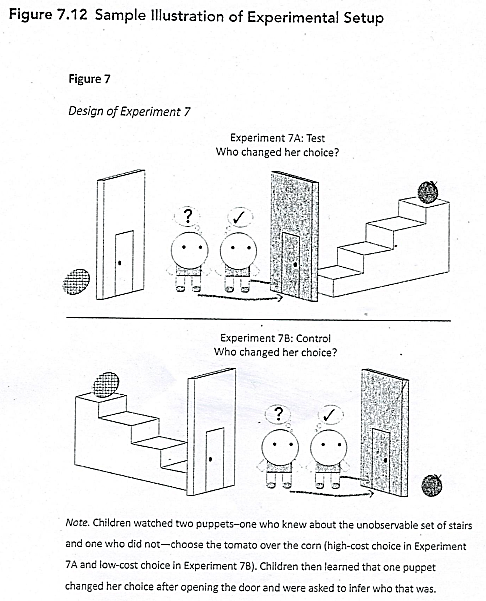 Figure 7.12 Sample Illustration of Experimental Setup
Figure 7
Design of Experiment 7
Experiment 7A: Test
Who changed her choice?
? ✓
Experiment 7B: Control
Who changed her choice?
? ✓
Note. Children watched two puppets—one who knew about the unobservable set of stairs
and one who did not—choose the tomato over the corn (high-cost choice in Experiment
7A and low-cost choice in Experiment 7B). Children then learned that one puppet
changed her choice after opening the door and were asked to infer who that was.